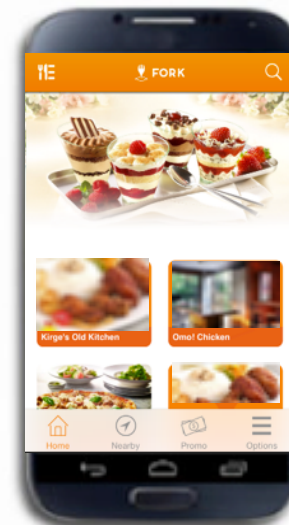 FORK
Kirge's Old Kitchen
Omo! Chicken
Home
Nearby
Promo
Options